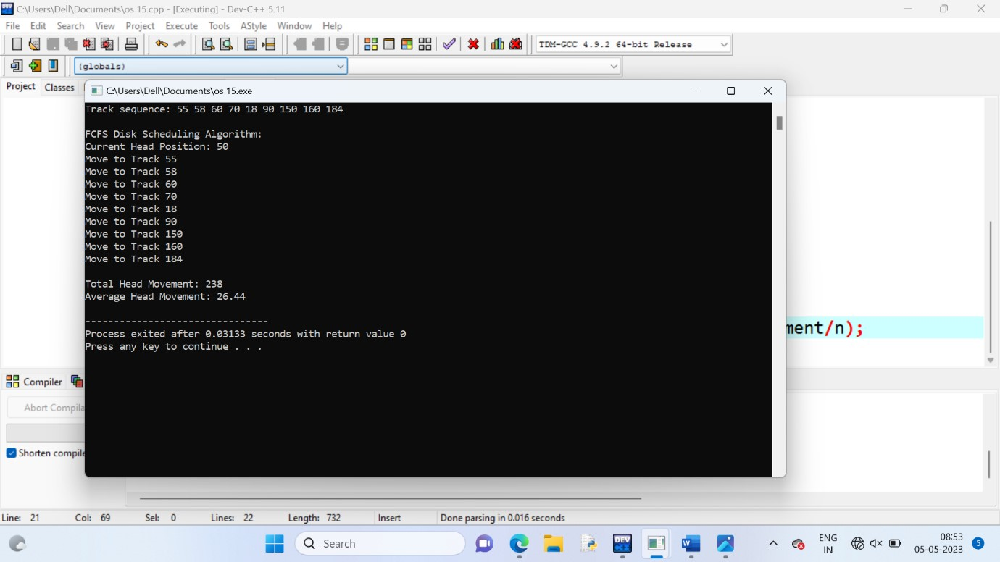 C:\Users\Dell\Documents\os 15.cpp - [Executing] - Dev-C++ 5.11
File Edit Search View Project Execute Tools AStyle Window Help
TDM-GCC 4.9.2 64-bit Release
(globals)
Project Classes
C:\Users\Dell\Documents\os 15.exe
Track sequence: 55 58 60 70 18 90 150 160 184
FCFS Disk Scheduling Algorithm:
Current Head Position: 50
Move to Track 55
Move to Track 58
Move to Track 60
Move to Track 70
Move to Track 18
Move to Track 90
Move to Track 150
Move to Track 160
Move to Track 184
Total Head Movement: 238
Average Head Movement: 26.44
--------------------------------
Process exited after 0.03133 seconds with return value 0
Press any key to continue . . .
ment/n);
Compiler
Abort Compila
Shorten compile
Line: 21 Col: 69 Sel: 0 Lines: 22 Length: 732 Insert Done parsing in 0.016 seconds
Search
DEV
W
ENG
IN
08:53
05-05-2023
5